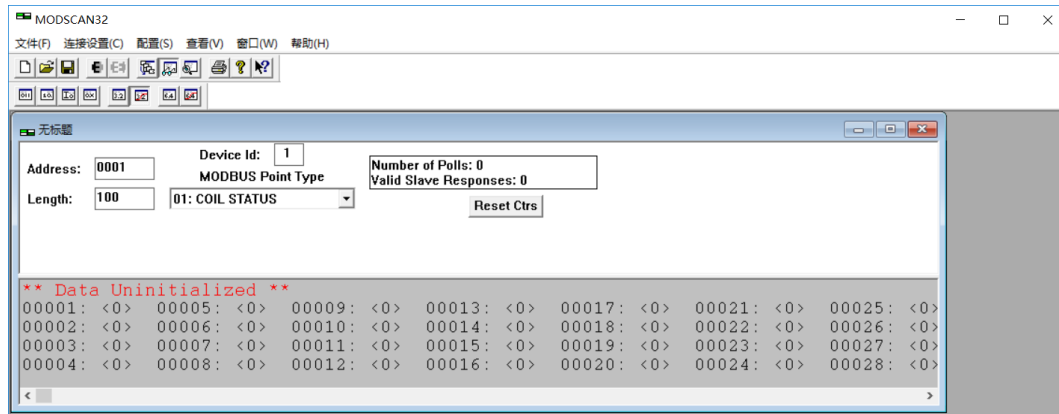 MODSCAN32
文件(F) 连接设置(C) 配置(S) 查看(V) 窗口(W) 帮助(H)
无标题
Device Id: 1
Address: 0001
MODBUS Point Type
Length: 100
01: COIL STATUS
Number of Polls: 0
Valid Slave Responses: 0
Reset Ctrs
** Data Uninitialized **
00001: <0> 00005: <0> 00009: <0> 00013: <0> 00017: <0> 00021: <0> 00025: <0>
00002: <0> 00006: <0> 00010: <0> 00014: <0> 00018: <0> 00022: <0> 00026: <0>
00003: <0> 00007: <0> 00011: <0> 00015: <0> 00019: <0> 00023: <0> 00027: <0>
00004: <0> 00008: <0> 00012: <0> 00016: <0> 00020: <0> 00024: <0> 00028: <0>